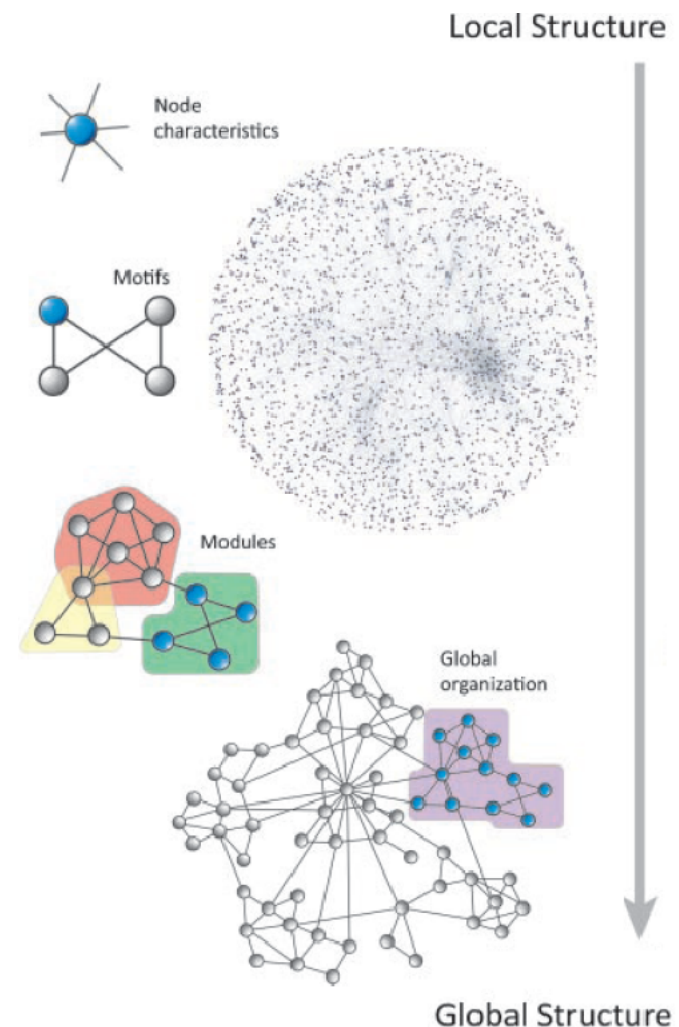 Local Structure
Node
characteristics
Motifs
Modules
Global
organization
Global Structure